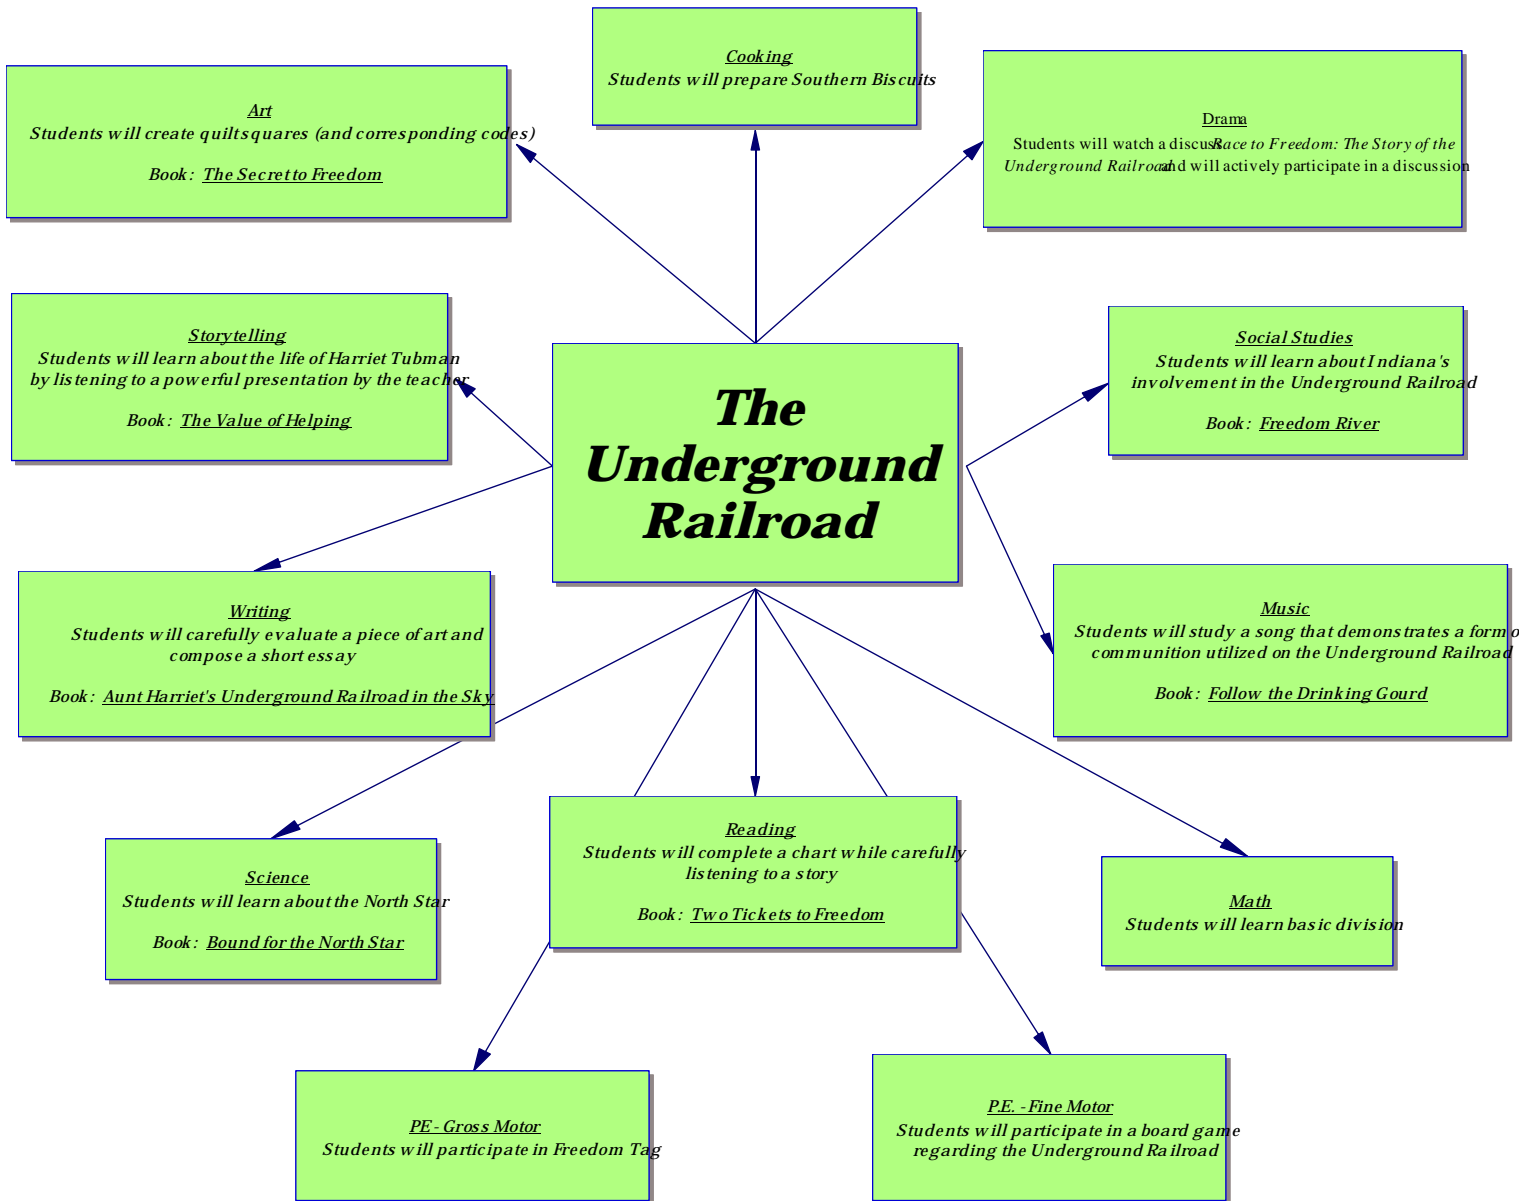 Cooking
Students will prepare Southern Biscuits
Art
Students will create quilt squares (and corresponding codes)
Book: The Secret to Freedom
Drama
Students will watch a discuss Race to Freedom: The Story of the
Underground Railroad and will actively participate in a discussion
Storytelling
Students will learn about the life of Harriet Tubman
by listening to a powerful presentation by the teacher
Book: The Value of Helping
The
Underground
Railroad
Social Studies
Students will learn about Indiana's
involvement in the Underground Railroad
Book: Freedom River
Writing
Students will carefully evaluate a piece of art and
compose a short essay
Book: Aunt Harriet's Underground Railroad in the Sky
Music
Students will study a song that demonstrates a form o
communition utilized on the Underground Railroad
Book: Follow the Drinking Gourd
Science
Students will learn about the North Star
Book: Bound for the North Star
Reading
Students will complete a chart while carefully
listening to a story
Book: Two Tickets to Freedom
Math
Students will learn basic division
PE- Gross Motor
Students will participate in Freedom Tag
P.E. - Fine Motor
Students will participate in a board game
regarding the Underground Railroad